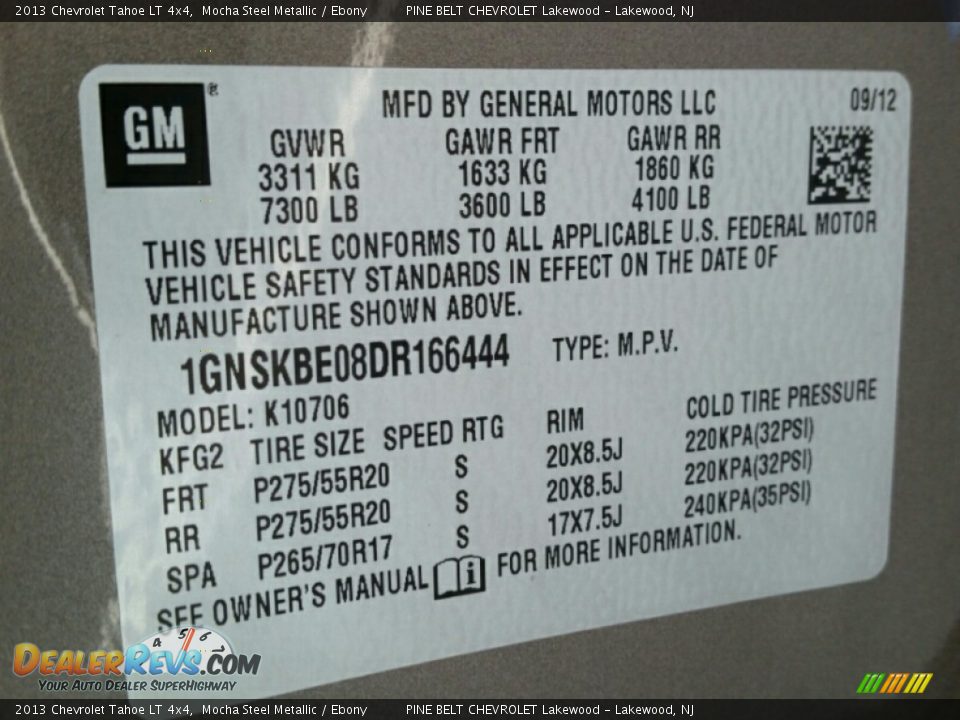 2013 Chevrolet Tahoe LT 4x4, Mocha Steel Metallic / Ebony PINE BELT CHEVROLET Lakewood - Lakewood, NJ
GM®
MFD BY GENERAL MOTORS LLC 09/12
GVWR GAWR FRT GAWR RR
3311 KG 1633 KG 1860 KG
7300 LB 3600 LB 4100 LB
THIS VEHICLE CONFORMS TO ALL APPLICABLE U.S. FEDERAL MOTOR
VEHICLE SAFETY STANDARDS IN EFFECT ON THE DATE OF
MANUFACTURE SHOWN ABOVE.
1GNSKBE08DR166444 TYPE: M.P.V.
MODEL: K10706
KFG2 TIRE SIZE SPEED RTG RIM COLD TIRE PRESSURE
FRT P275/55R20 S 20X8.5J 220KPA(32PSI)
RR P275/55R20 S 20X8.5J 220KPA(32PSI)
SPA P265/70R17 S 17X7.5J 240KPA(35PSI)
SEE OWNER'S MANUAL FOR MORE INFORMATION.
4 5 6 7
DEALERREVS.COM
YOUR AUTO DEALER SUPERHIGHWAY
2013 Chevrolet Tahoe LT 4x4, Mocha Steel Metallic / Ebony PINE BELT CHEVROLET Lakewood - Lakewood, NJ